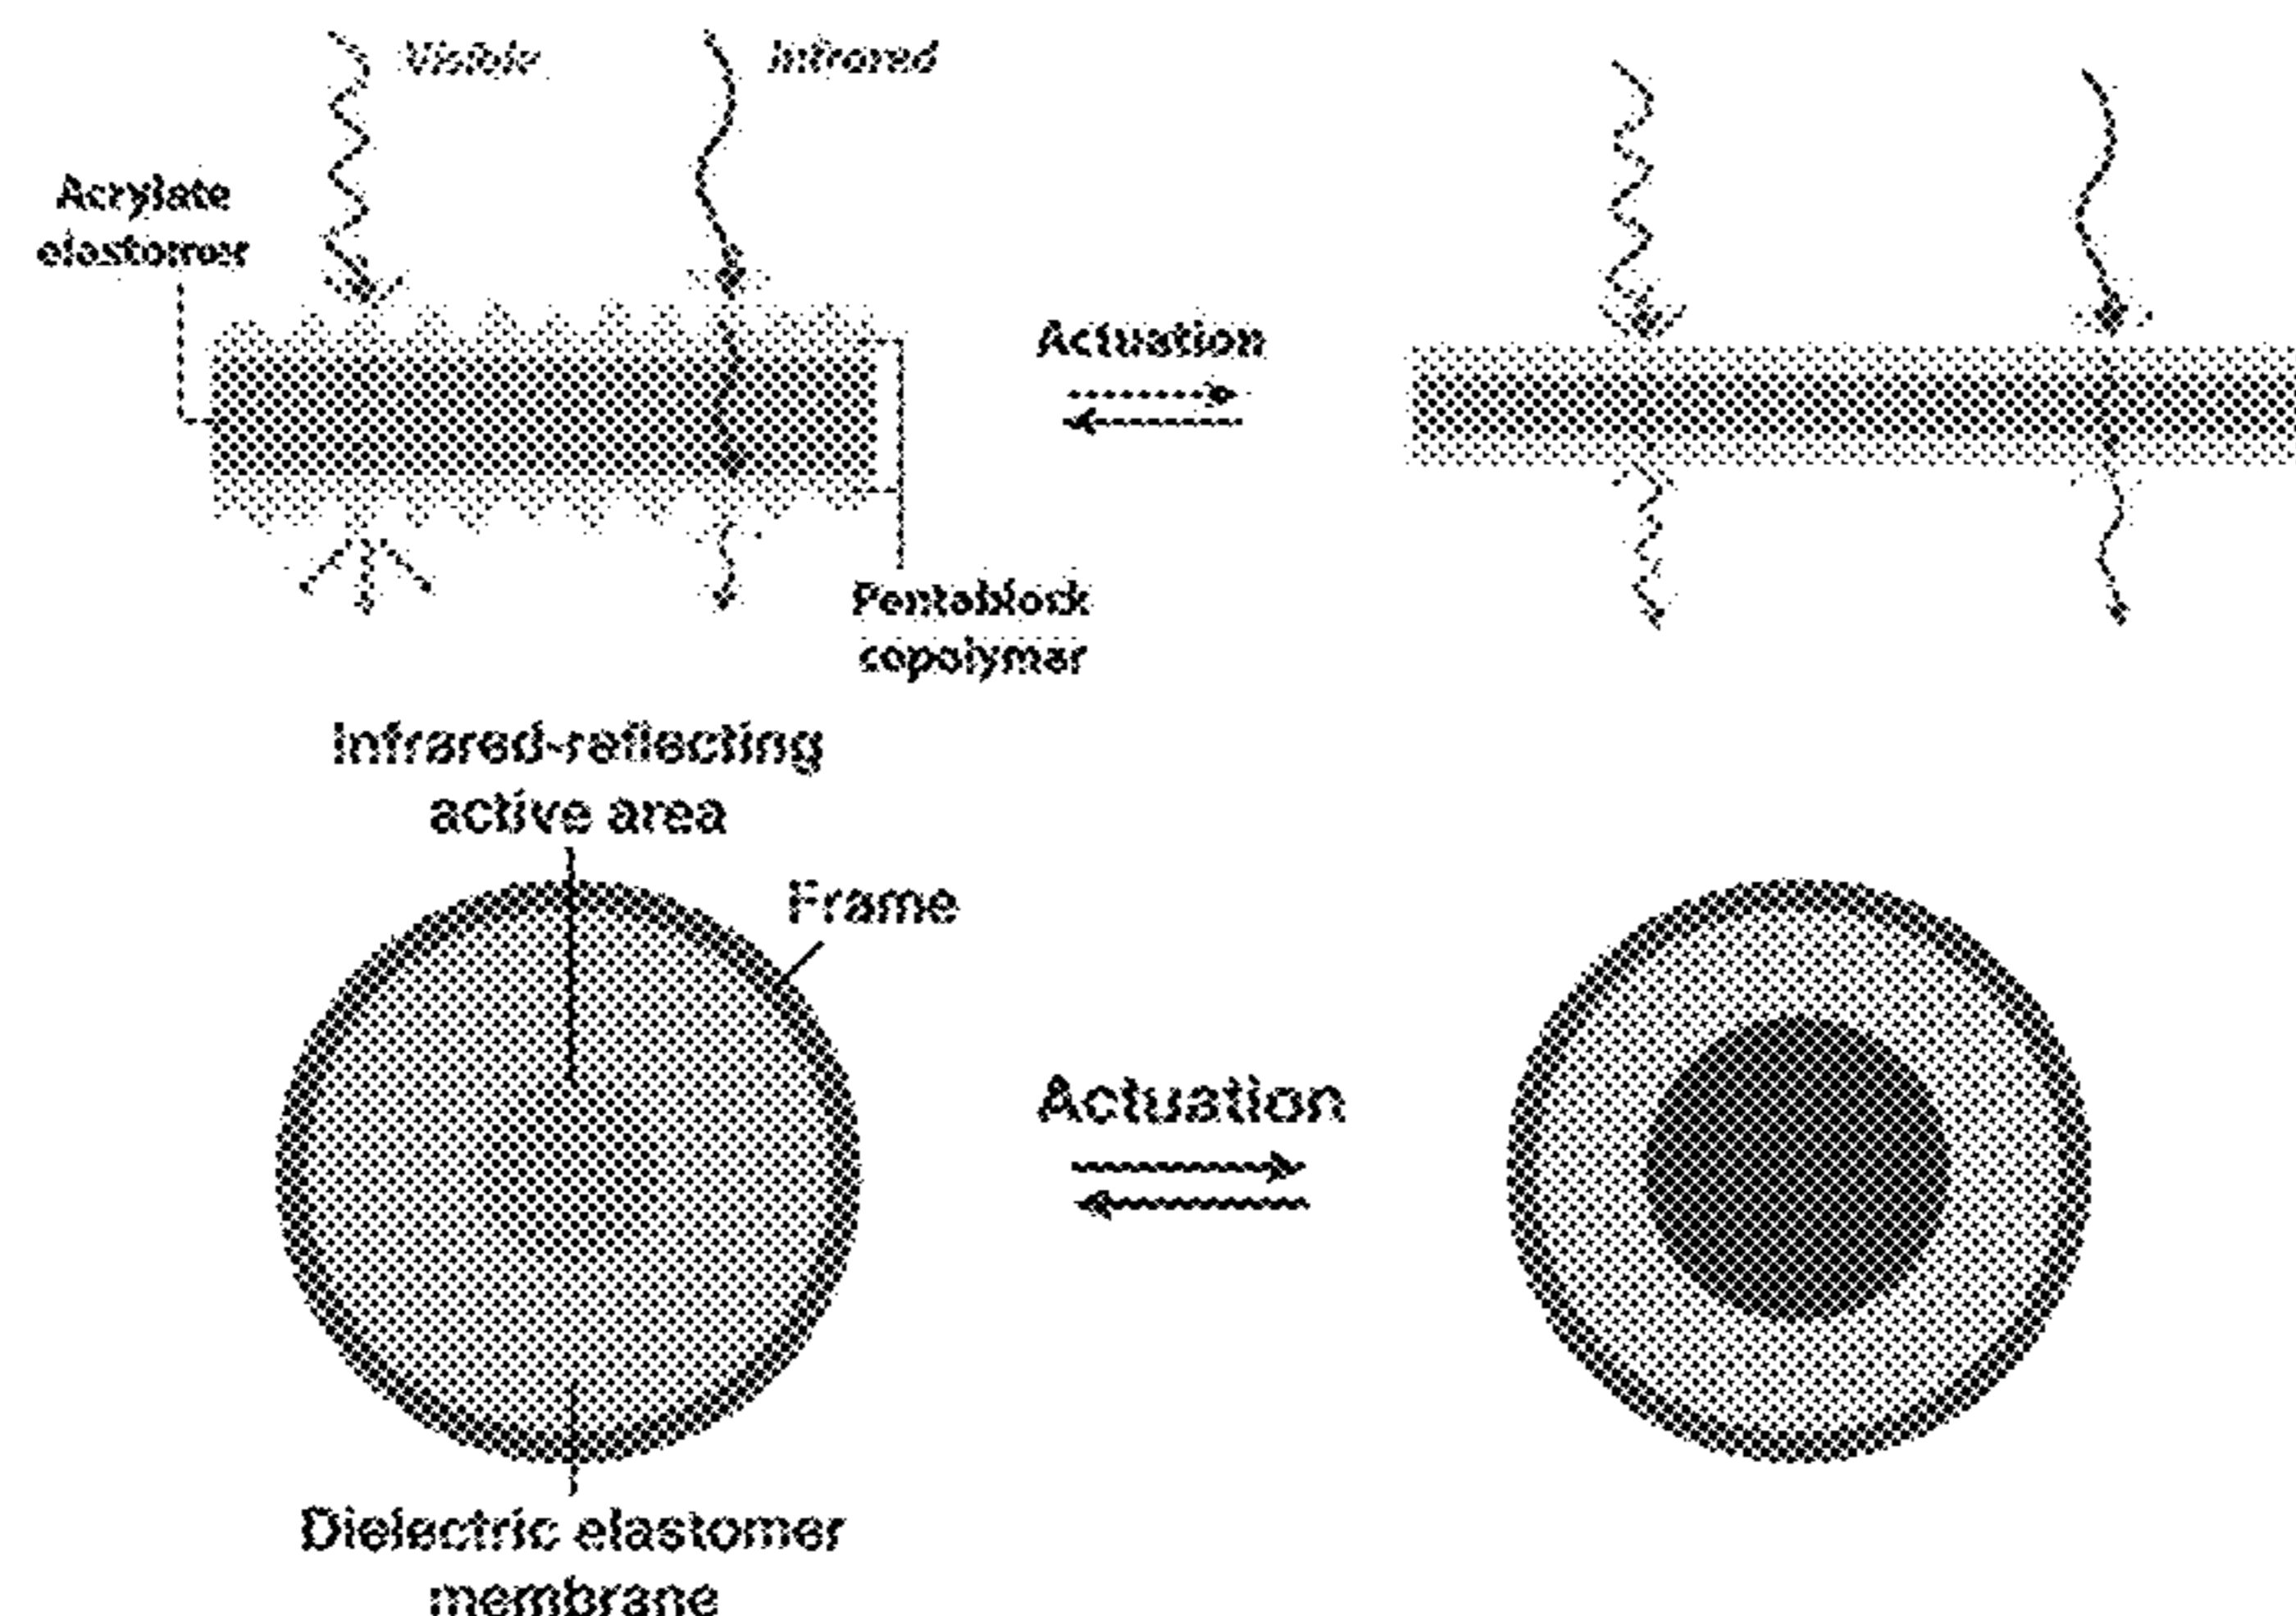 Visible
Infrared
Acrylate
elastomer
Actuation
Pentablock
copolymer
Infrared-reflecting
active area
Frame
Actuation
Dielectric elastomer
membrane